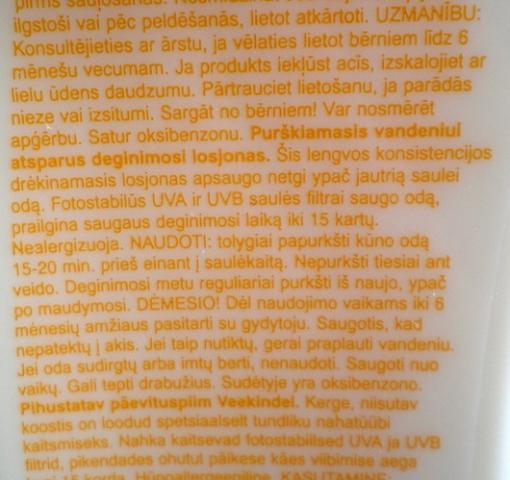 pirms sauļošanās.
ilgstoši vai pēc peldēšanās, lietot atkārtoti. UZMANĪBU:
Konsultējieties ar ārstu, ja vēlaties lietot bērniem līdz 6
mēnešu vecumam. Ja produkts iekļūst acīs, izskalojiet ar
lielu ūdens daudzumu. Pārtrauciet lietošanu, ja parādās
nieze vai izsitumi. Sargāt no bērniem! Var nosmērēt
apģērbu. Satur oksibenzonu. Purškiamasis vandeniui
atsparus deginimosi losjonas. Šis lengvos konsistencijos
drėkinamasis losjonas apsaugo netgi ypač jautrią saulei
odą. Fotostabilūs UVA ir UVB saulės filtrai saugo odą,
prailgina saugaus deginimosi laiką iki 15 kartų.
Nealergizuoja. NAUDOTI: tolygiai papurkšti kūno odą
15-20 min. prieš einant į saulėkaitą. Nepurkšti tiesiai ant
veido. Deginimosi metu reguliariai purkšti iš naujo, ypač
po maudymosi. DĖMESIO! Dėl naudojimo vaikams iki 6
mėnesių amžiaus pasitarti su gydytoju. Saugotis, kad
nepatektų į akis. Jei taip nutiktų, gerai praplauti vandeniu.
Jei oda sudirgtų arba imtų berti, nenaudoti. Saugoti nuo
vaikų. Gali tepti drabužius. Sudėtyje yra oksibenzono.
Pihustatav päevituspiim Veekindel. Kerge, niisutav
koostis on loodud spetsiaalselt tundliku nahatüübi
kaitsmiseks. Nahka kaitsevad fotostabiilsed UVA ja UVB
filtrid, pikendades ohutut päikese käes viibimise aega
15 korda. Hüpoallergeenne. KASUTAMINE: